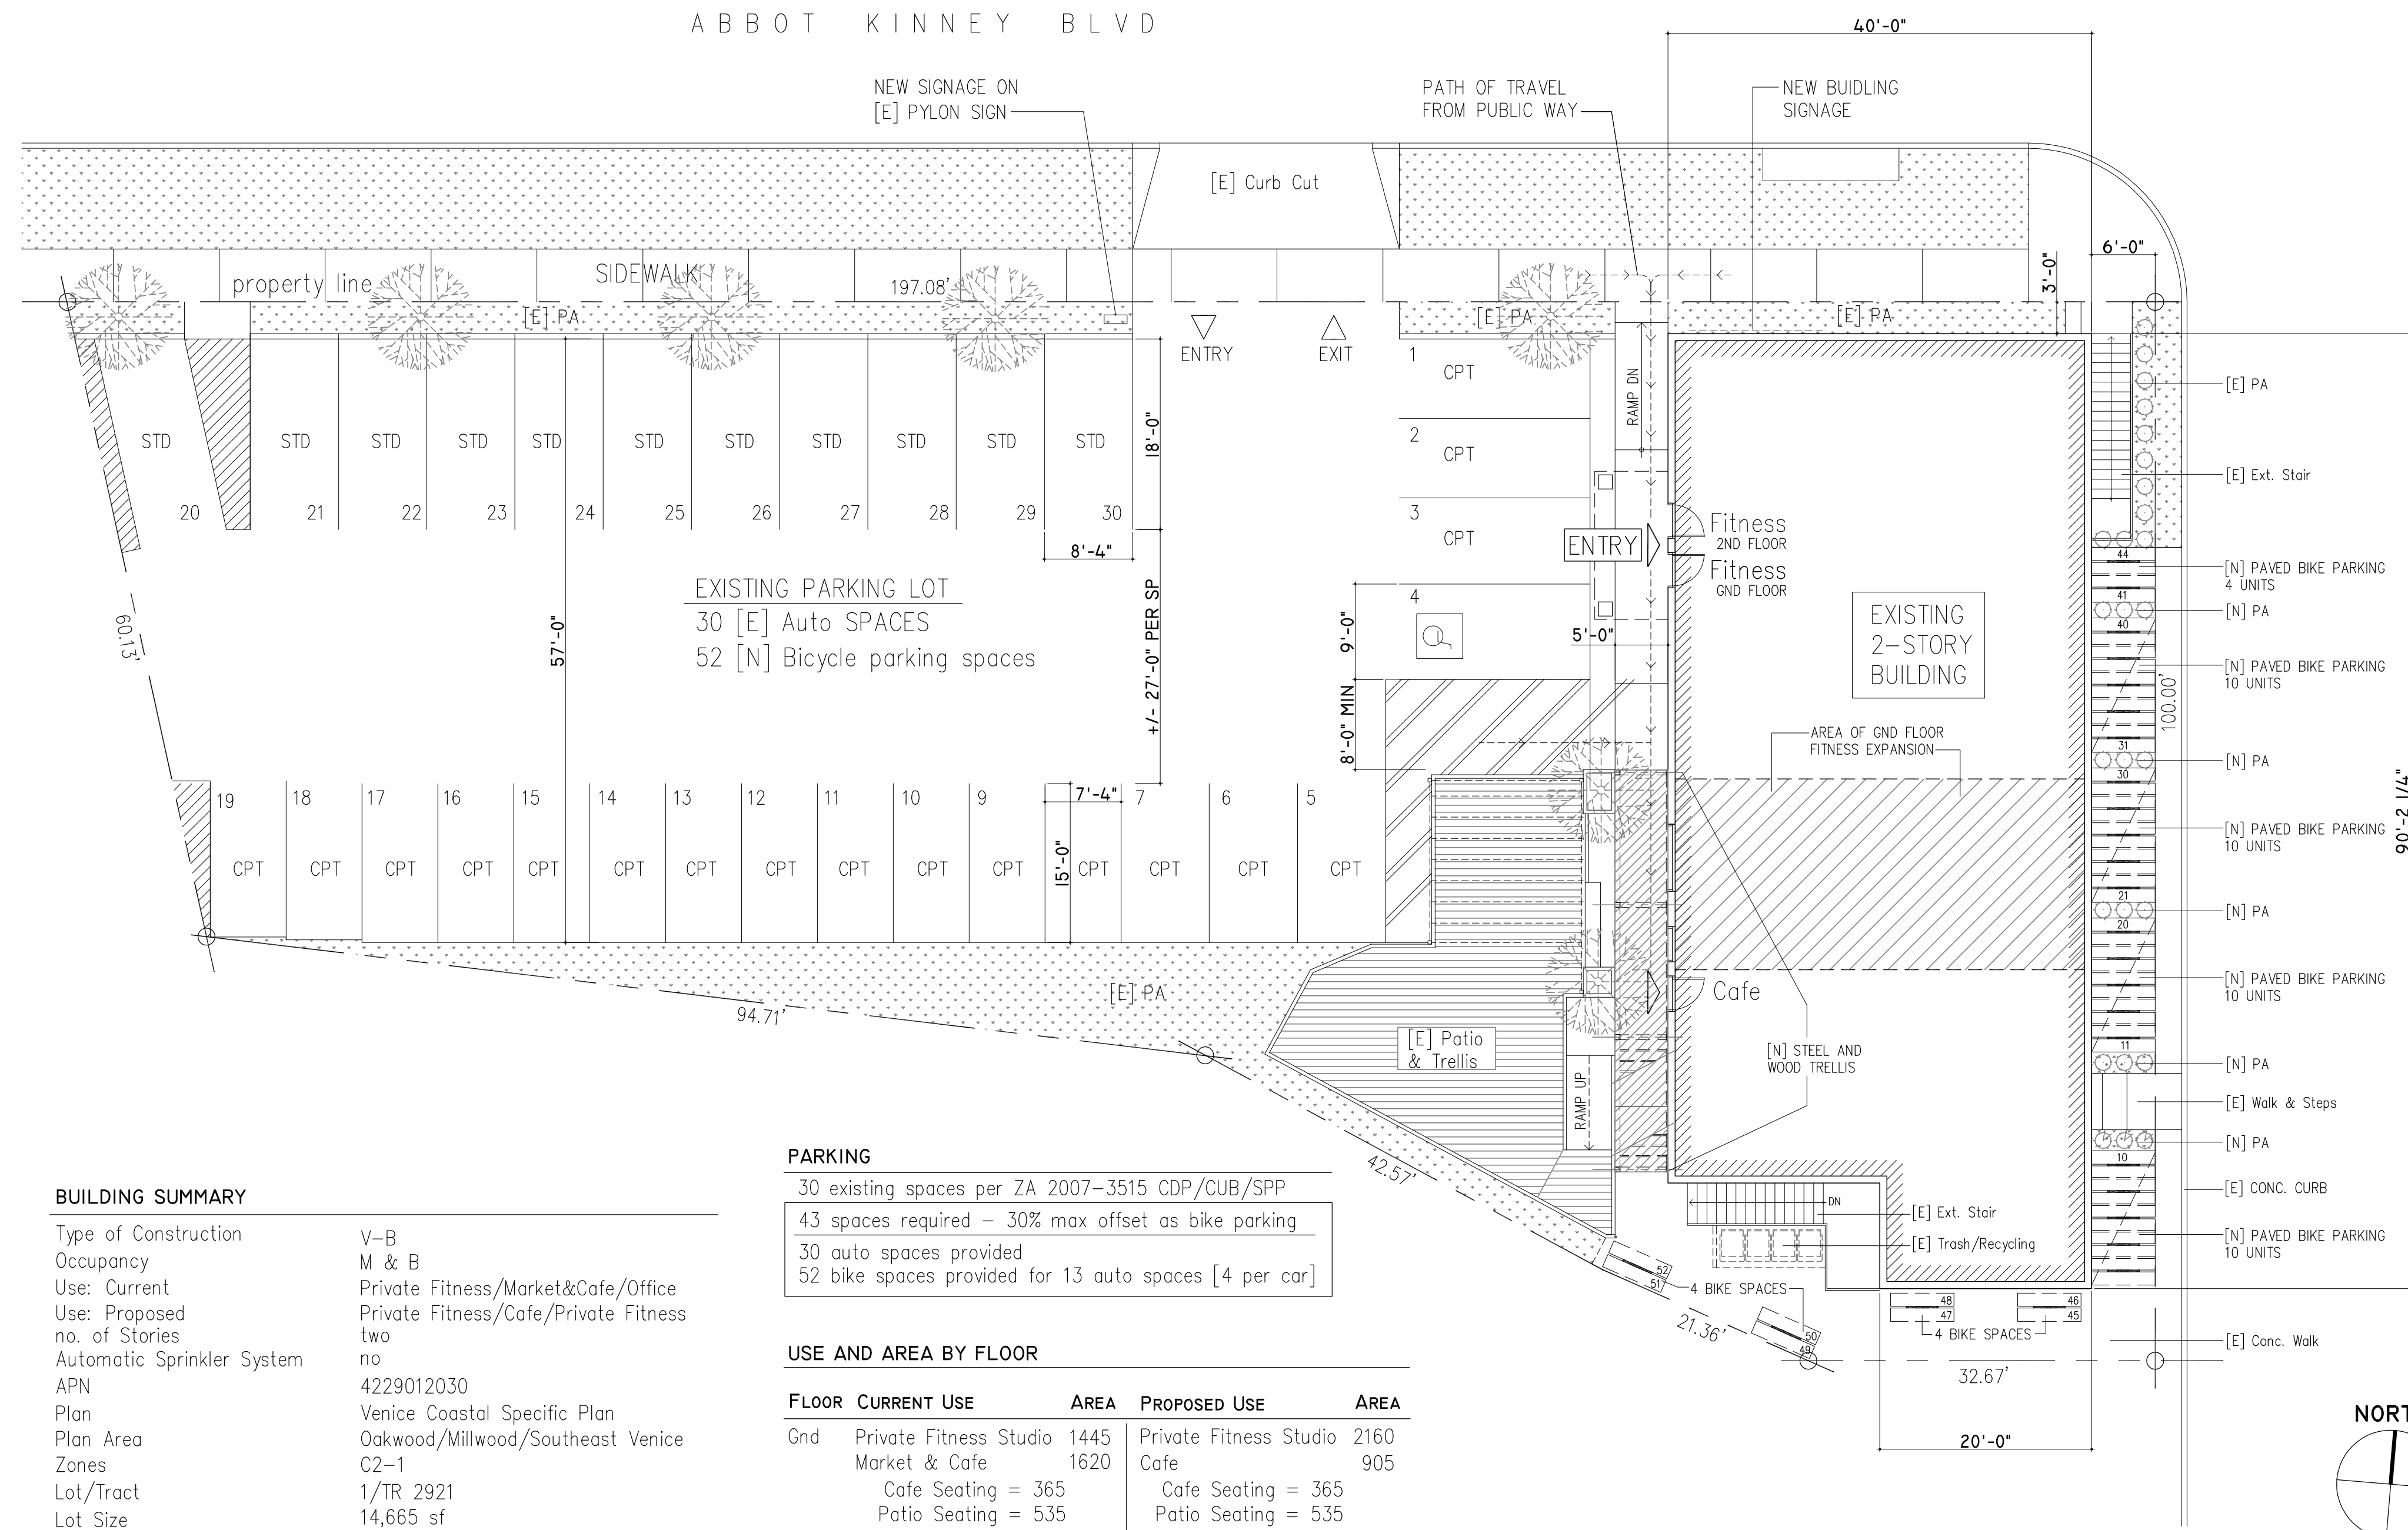 ABBOT KINNEY BLVD
40'-0"
NEW SIGNAGE ON
[E] PYLON SIGN
PATH OF TRAVEL
FROM PUBLIC WAY
NEW BUIDLING
SIGNAGE
[E] Curb Cut
6'-0"
3'-0"
property line
SIDEWALK
197.08'
[E] PA
[E] PA
[E] PA
ENTRY
EXIT
1
CPT
2
CPT
3
CPT
4
RAMP DN
STD
STD
STD
STD
STD
STD
STD
STD
STD
STD
STD
20
21
22
23
24
25
26
27
28
29
30
18'-0"
8'-4"
EXISTING PARKING LOT
30 [E] Auto SPACES
52 [N] Bicycle parking spaces
60.13'
57'-0"
+/- 27'-0" PER SP
9'-0"
8'-0" MIN
5'-0"
ENTRY
Fitness
2ND FLOOR
Fitness
GND FLOOR
EXISTING
2-STORY
BUILDING
AREA OF GND FLOOR
FITNESS EXPANSION
[E] PA
[E] Ext. Stair
44
[N] PAVED BIKE PARKING
4 UNITS
41
[N] PA
40
[N] PAVED BIKE PARKING
10 UNITS
100.00'
31
[N] PA
30
90'-2 1/4"
[N] PAVED BIKE PARKING
10 UNITS
21
[N] PA
20
[N] PAVED BIKE PARKING
10 UNITS
11
[N] PA
[E] Walk & Steps
[N] PA
10
[E] CONC. CURB
[N] PAVED BIKE PARKING
10 UNITS
[E] Conc. Walk
19
18
17
16
15
14
13
12
11
10
9
7'-4"
7
6
5
CPT
CPT
CPT
CPT
CPT
CPT
CPT
CPT
CPT
CPT
CPT
15'-0"
CPT
CPT
CPT
CPT
[E] PA
94.71'
[E] Patio
& Trellis
Cafe
[N] STEEL AND
WOOD TRELLIS
RAMP UP
42.57'
DN
[E] Ext. Stair
[E] Trash/Recycling
52
51
4 BIKE SPACES
50
49
21.36'
48
47
46
45
4 BIKE SPACES
32.67'
20'-0"
NORT
BUILDING SUMMARY
Type of Construction V-B
Occupancy M & B
Use: Current Private Fitness/Market&Cafe/Office
Use: Proposed Private Fitness/Cafe/Private Fitness
no. of Stories two
Automatic Sprinkler System no
APN 4229012030
Plan Venice Coastal Specific Plan
Plan Area Oakwood/Millwood/Southeast Venice
Zones C2-1
Lot/Tract 1/TR 2921
Lot Size 14,665 sf
PARKING
30 existing spaces per ZA 2007-3515 CDP/CUB/SPP
43 spaces required - 30% max offset as bike parking
30 auto spaces provided
52 bike spaces provided for 13 auto spaces [4 per car]
USE AND AREA BY FLOOR
FLOOR CURRENT USE AREA PROPOSED USE AREA
Gnd Private Fitness Studio 1445 Private Fitness Studio 2160
Market & Cafe 1620 Cafe 905
Cafe Seating = 365 Cafe Seating = 365
Patio Seating = 535 Patio Seating = 535